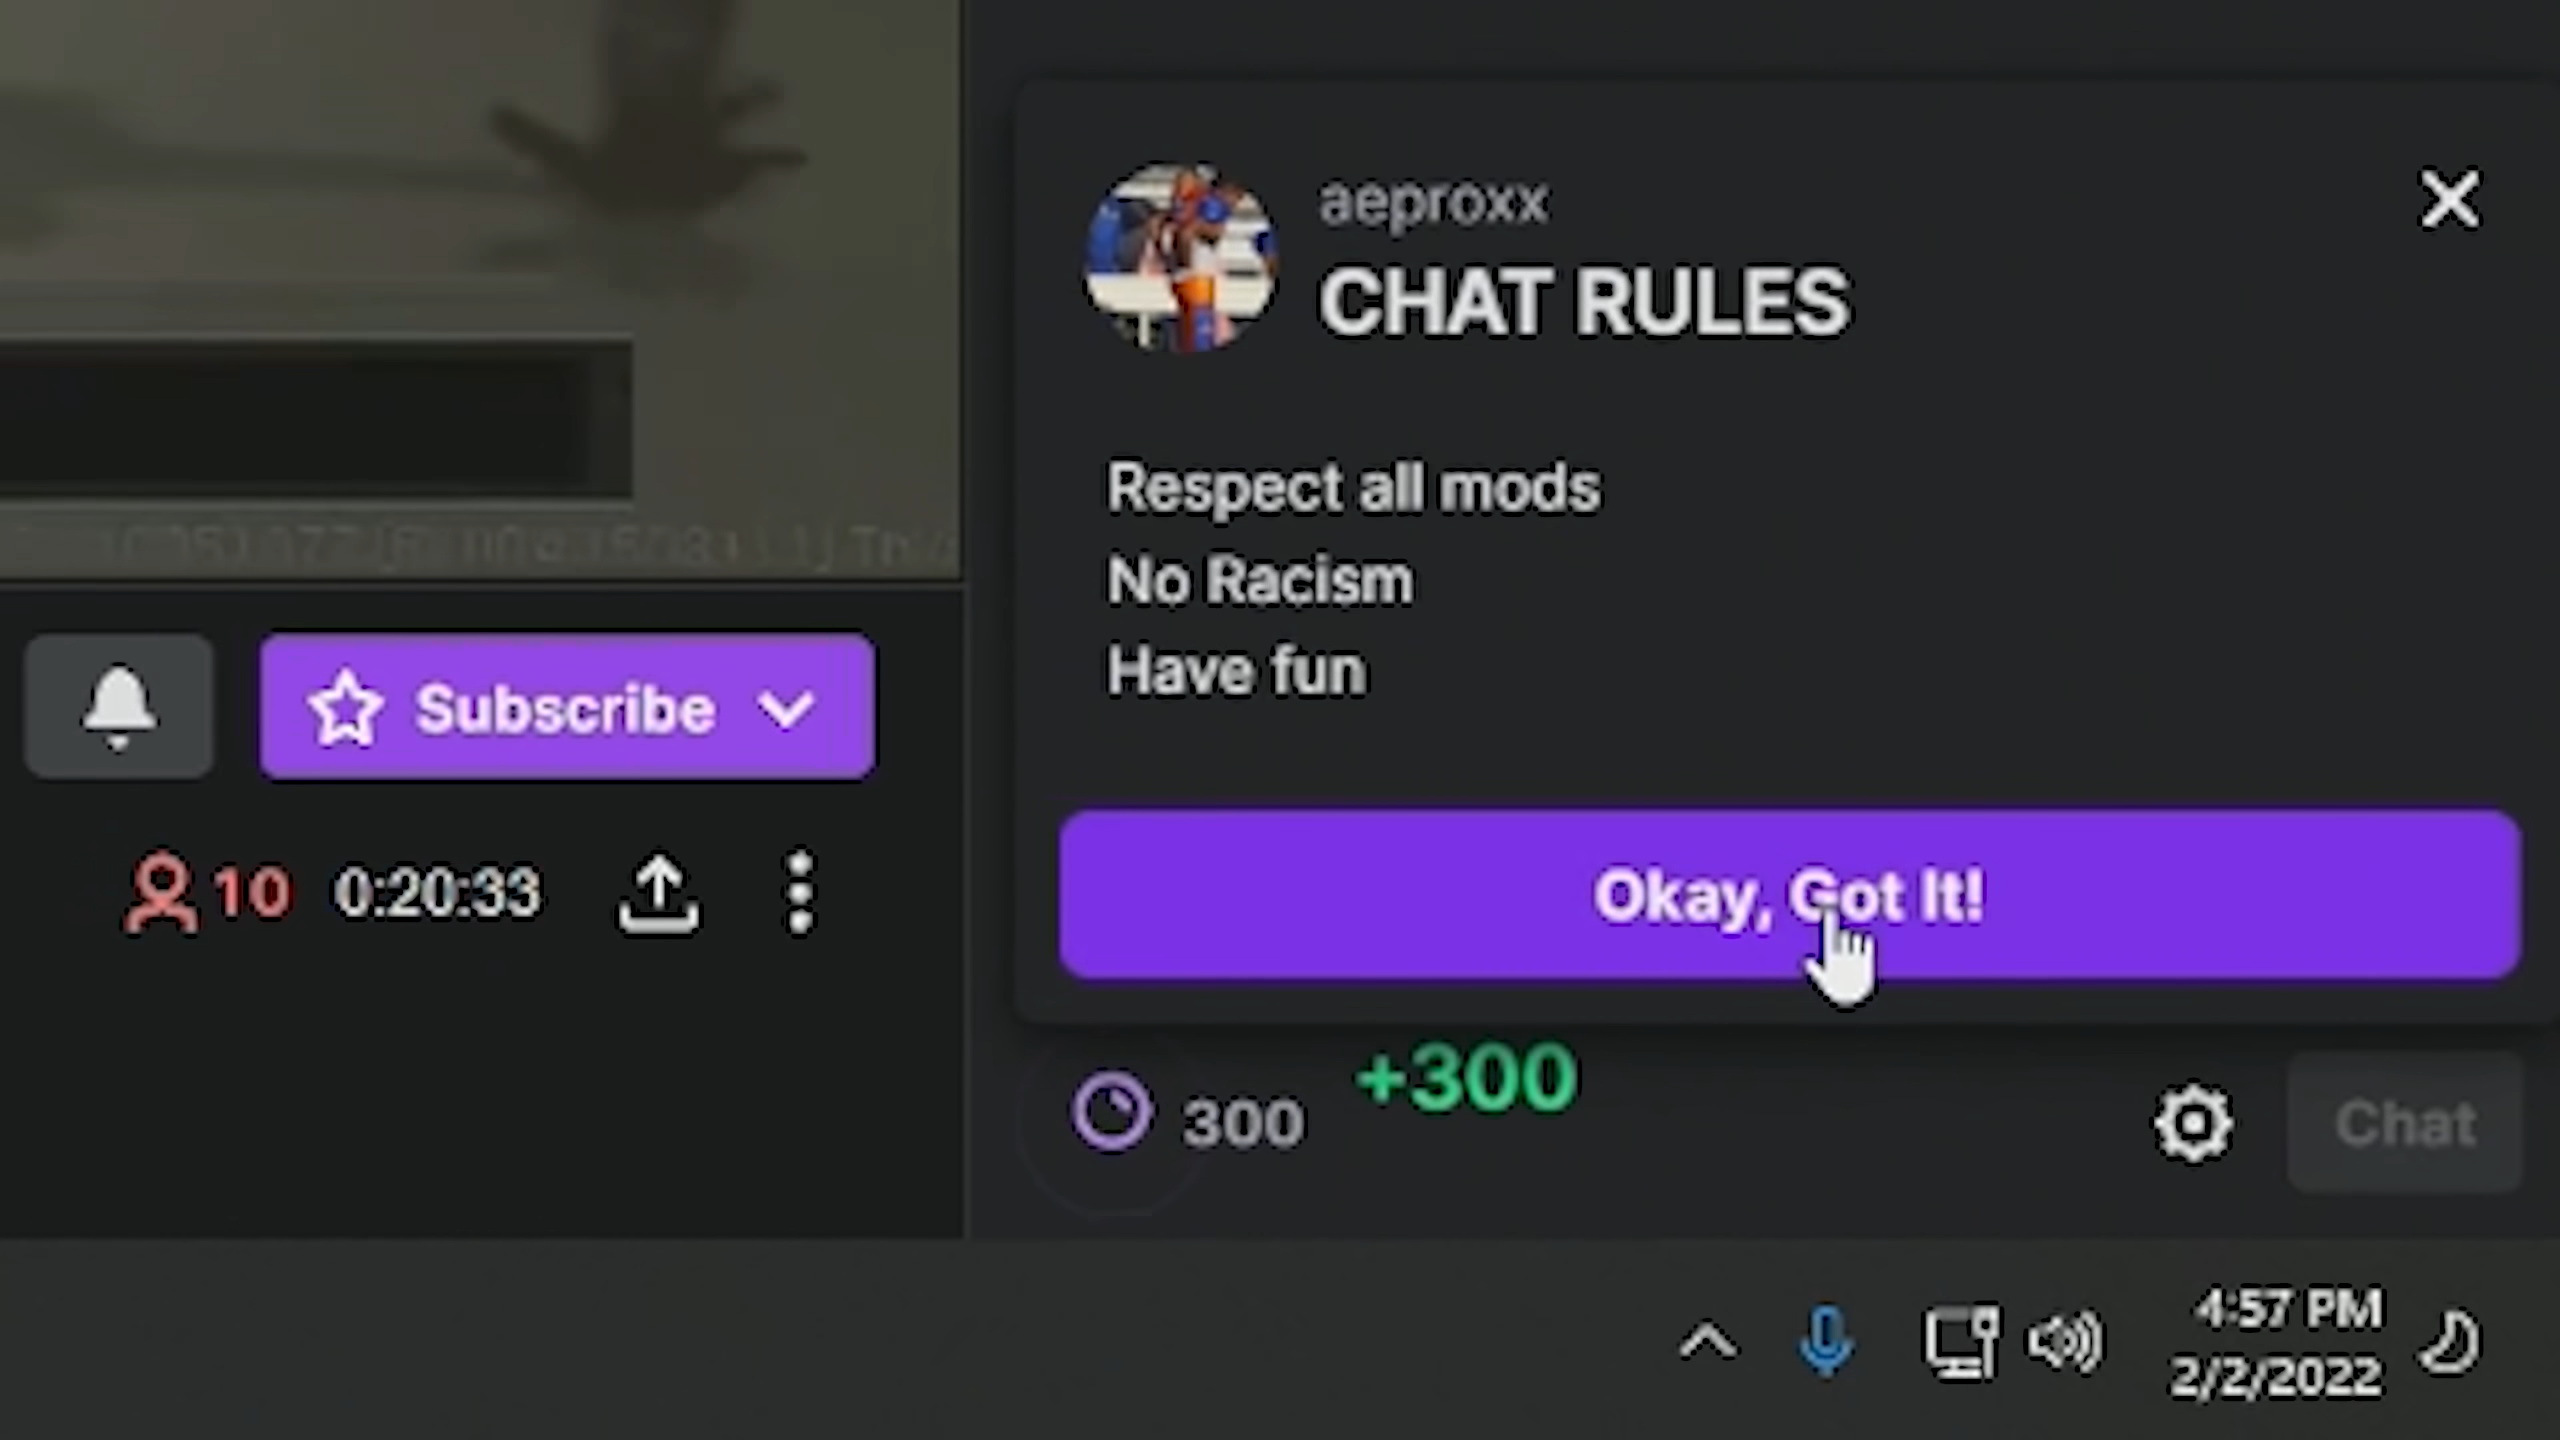 aeproxx
CHAT RULES
Respect all mods
No Racism
Have fun
Okay, Got It!
Subscribe
10 0:20:33
300 +300
Chat
4:57 PM
2/2/2022